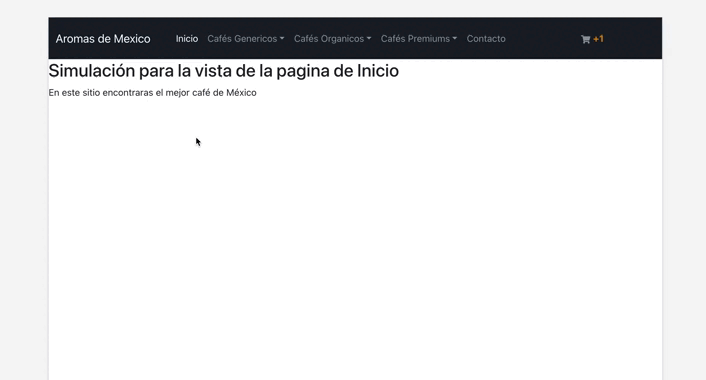 Aromas de Mexico Inicio Cafés Genericos Cafés Organicos Cafés Premiums Contacto +1
Simulación para la vista de la pagina de Inicio
En este sitio encontraras el mejor café de México